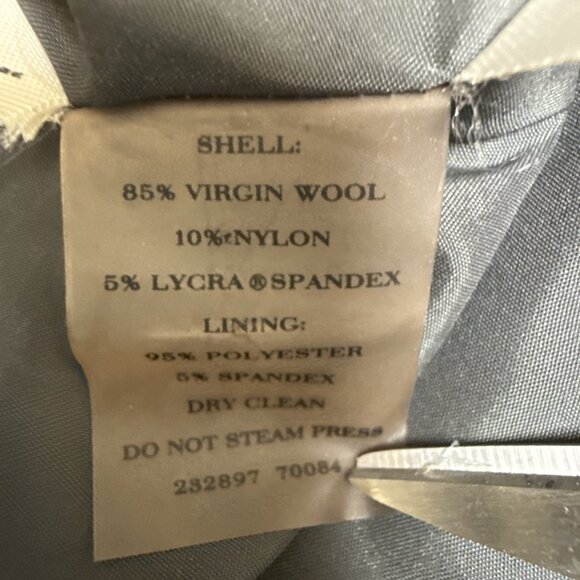 SHELL:
85% VIRGIN WOOL
10% NYLON
5% LYCRA ® SPANDEX
LINING:
95% POLYESTER
5% SPANDEX
DRY CLEAN
DO NOT STEAM PRESS
232897 70084